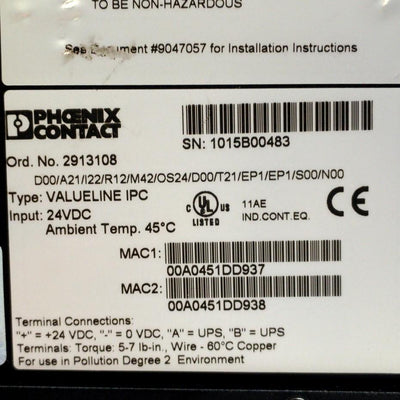 TO BE NON-HAZARDOUS
See Document #9047057 for Installation Instructions
PHŒNIX
CONTACT
SN: 1015B00483
Ord. No. 2913108
D00/A21/I22/R12/M42/OS24/D00/T21/EP1/EP1/S00/N00
Type: VALUELINE IPC
Input: 24VDC
Ambient Temp. 45°C
C UL US
LISTED
11AE
IND.CONT.EQ.
CE
MAC1:
00A0451DD937
MAC2:
00A0451DD938
Terminal Connections:
"+" = +24 VDC, "-" = 0 VDC, "A" = UPS, "B" = UPS
Terminals: Torque: 5-7 lb-in., Wire - 60°C Copper
For use in Pollution Degree 2 Environment